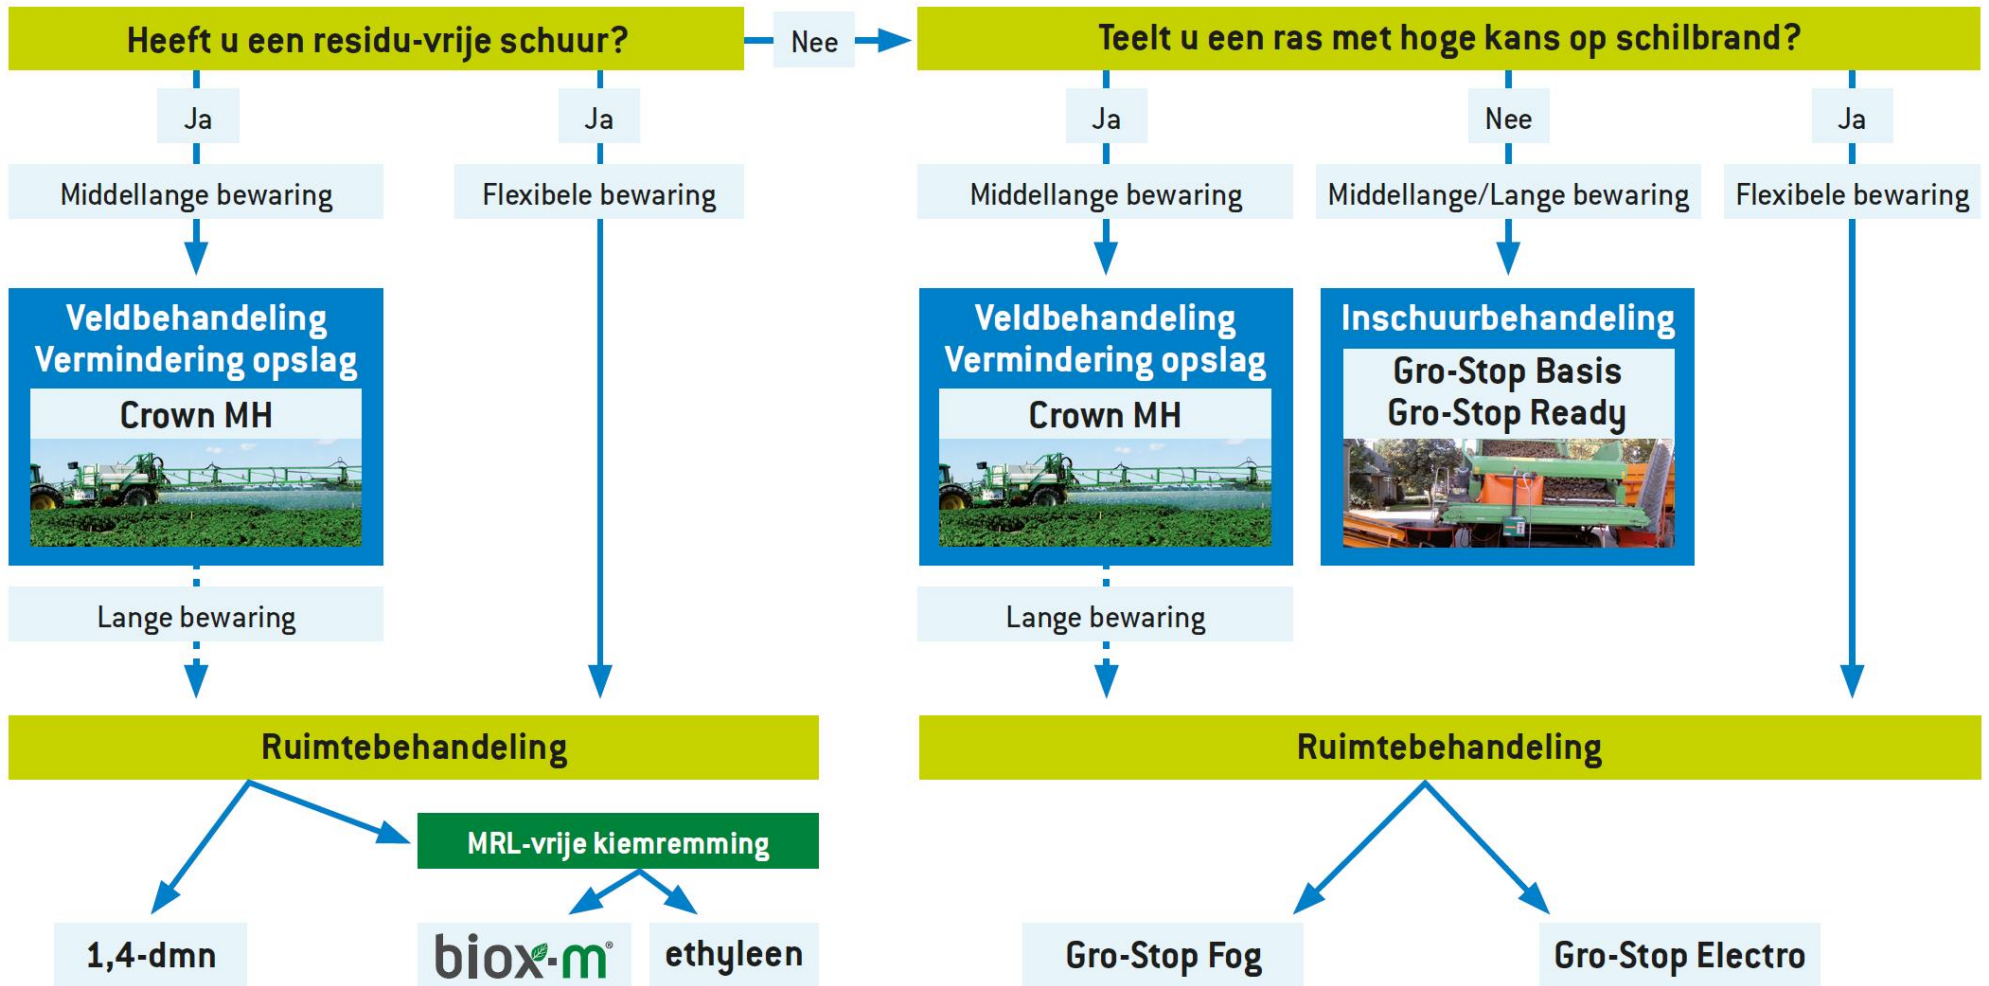 Heeft u een residu-vrije schuur?
Nee
Teelt u een ras met hoge kans op schilbrand?
Ja
Ja
Ja
Nee
Ja
Middellange bewaring
Flexibele bewaring
Middellange bewaring
Middellange/Lange bewaring
Flexibele bewaring
Veldbehandeling
Vermindering opslag
Crown MH
Veldbehandeling
Vermindering opslag
Crown MH
Inschuurbehandeling
Gro-Stop Basis
Gro-Stop Ready
Lange bewaring
Lange bewaring
Ruimtebehandeling
Ruimtebehandeling
MRL-vrije kiemremming
1,4-dmn
biox-m®
ethyleen
Gro-Stop Fog
Gro-Stop Electro